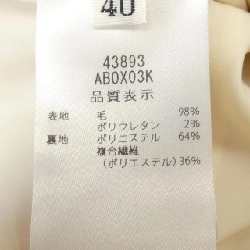 40
43893
AB0X03K
品質表示
表地 毛 98%
ポリウレタン 2%
裏地 ポリエステル 64%
複合繊維
(ポリエステル) 36%